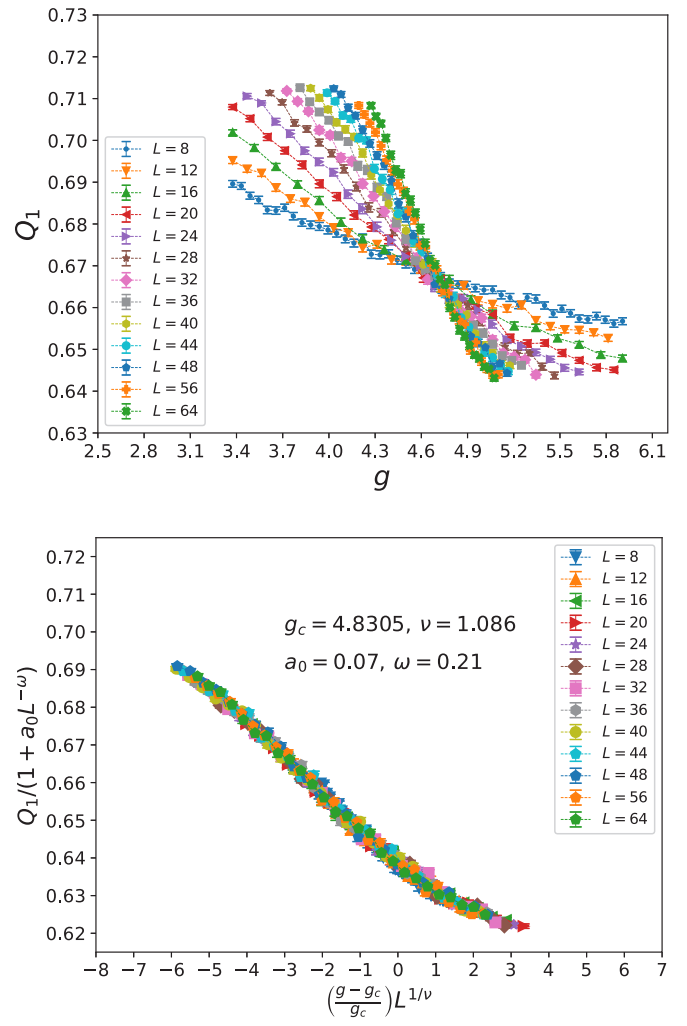 0.73
0.72
0.71
0.70
0.69
0.68
0.67
0.66
0.65
0.64
0.63
Q₁
L = 8
L = 12
L = 16
L = 20
L = 24
L = 28
L = 32
L = 36
L = 40
L = 44
L = 48
L = 56
L = 64
2.5 2.8 3.1 3.4 3.7 4.0 4.3 4.6 4.9 5.2 5.5 5.8 6.1
g
0.72
0.71
0.70
0.69
0.68
0.67
0.66
0.65
0.64
0.63
0.62
Q₁/(1 + a₀L^{−ω})
g_c = 4.8305, ν = 1.086
a₀ = 0.07, ω = 0.21
L = 8
L = 12
L = 16
L = 20
L = 24
L = 28
L = 32
L = 36
L = 40
L = 44
L = 48
L = 56
L = 64
−8 −7 −6 −5 −4 −3 −2 −1 0 1 2 3 4 5 6 7
((g − g_c)/g_c)L^{1/ν}